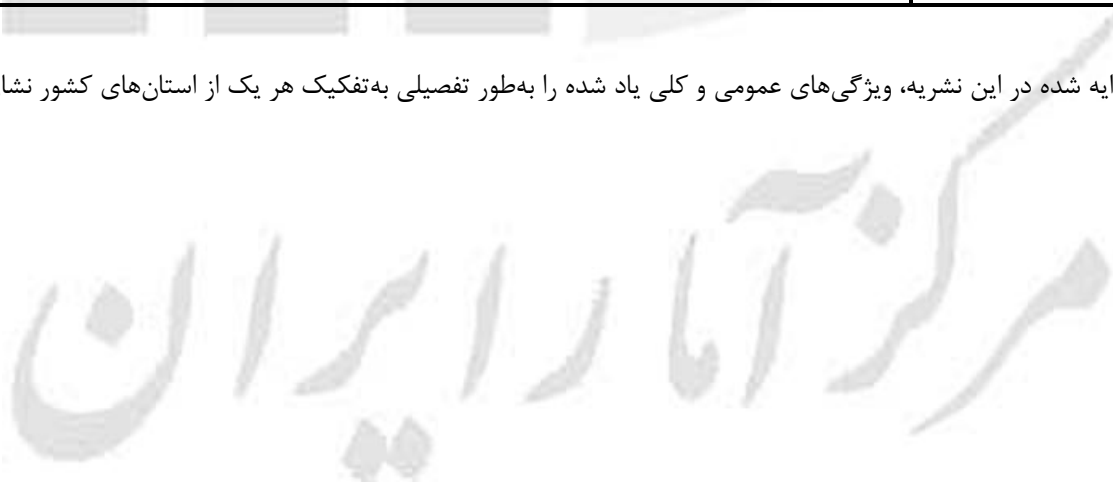 ایه شده در این نشریه، ویژگی‌های عمومی و کلی یاد شده را به‌طور تفصیلی به‌تفکیک هر یک از استان‌های کشور نشا
مرکز آمار ایران